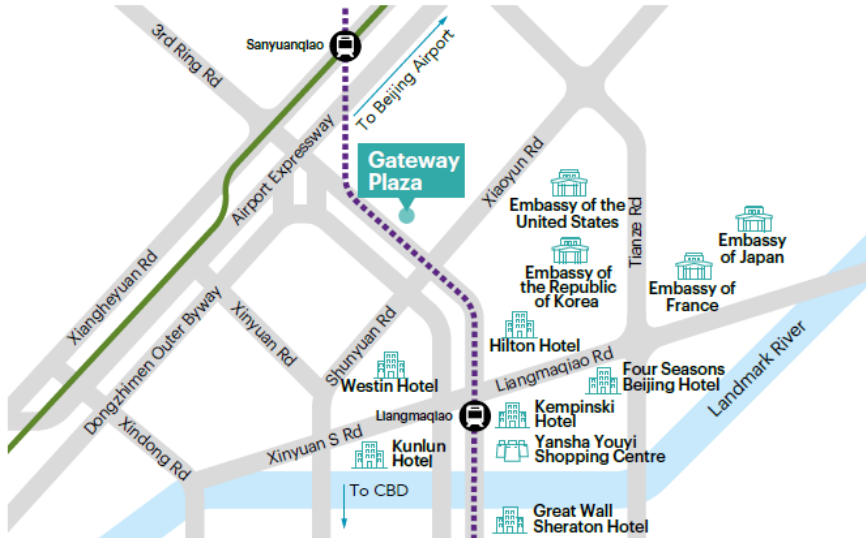 3rd Ring Rd
Sanyuanqiao
To Beijing Airport
Airport Expressway
Gateway
Plaza
Xiaoyun Rd
Embassy of the
United States
Tianze Rd
Embassy
of Japan
Embassy of
the Republic
of Korea
Embassy of
France
Xiangheyuan Rd
Xinyuan Rd
Shunyuan Rd
Dongzhimen Outer Byway
Hilton Hotel
Liangmaqiao Rd
Landmark River
Westin Hotel
Four Seasons
Beijing Hotel
Liangmaqiao
Kempinski
Hotel
Xindong Rd
Xinyuan S Rd
Kunlun
Hotel
Yansha Youyi
Shopping Centre
To CBD
Great Wall
Sheraton Hotel